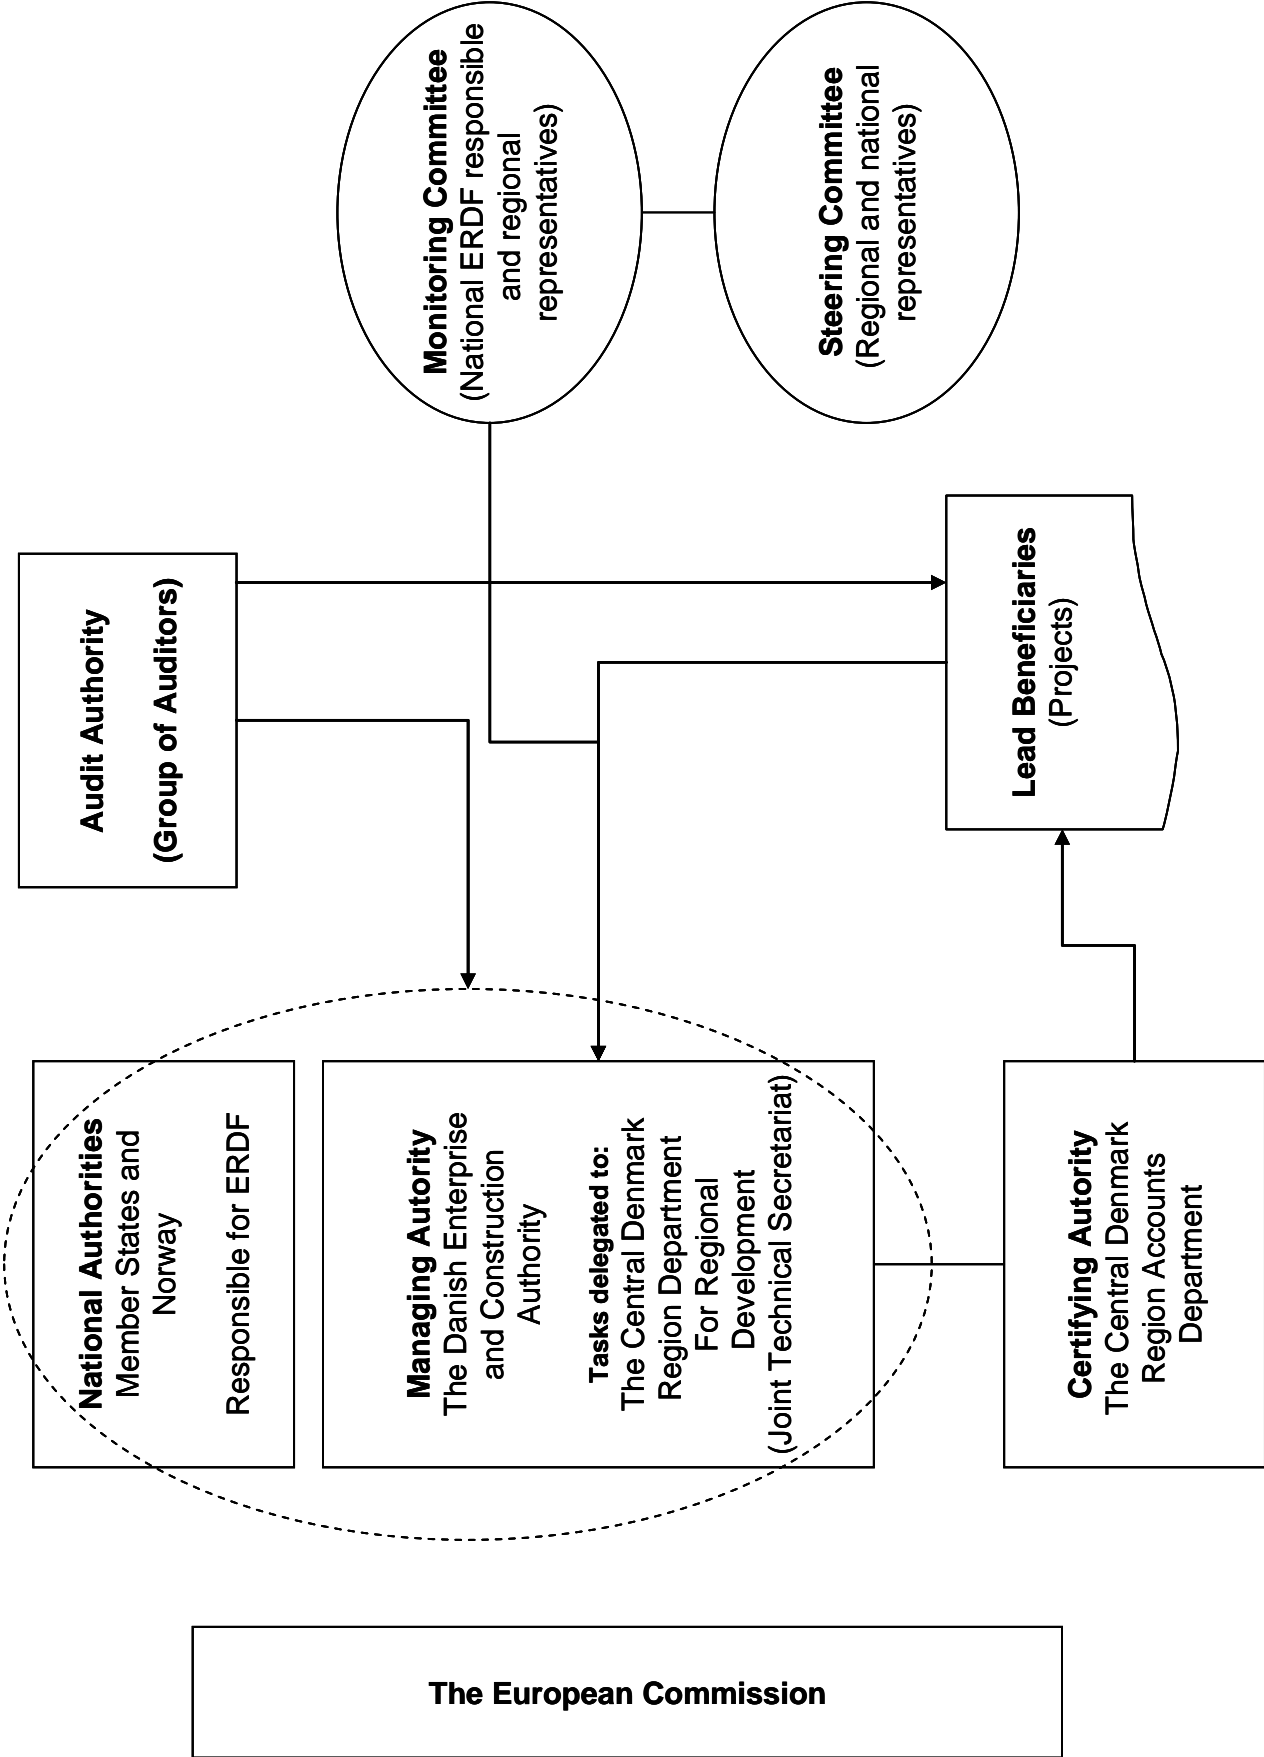 The European Commission
National Authorities
Member States and
Norway
Responsible for ERDF
Managing Autority
The Danish Enterprise
and Construction
Authority
Tasks delegated to:
The Central Denmark
Region Department
For Regional
Development
(Joint Technical Secretariat)
Certifying Autority
The Central Denmark
Region Accounts
Department
Audit Authority
(Group of Auditors)
Lead Beneficiaries
(Projects)
Monitoring Committee
(National ERDF responsible
and regional
representatives)
Steering Committee
(Regional and national
representatives)